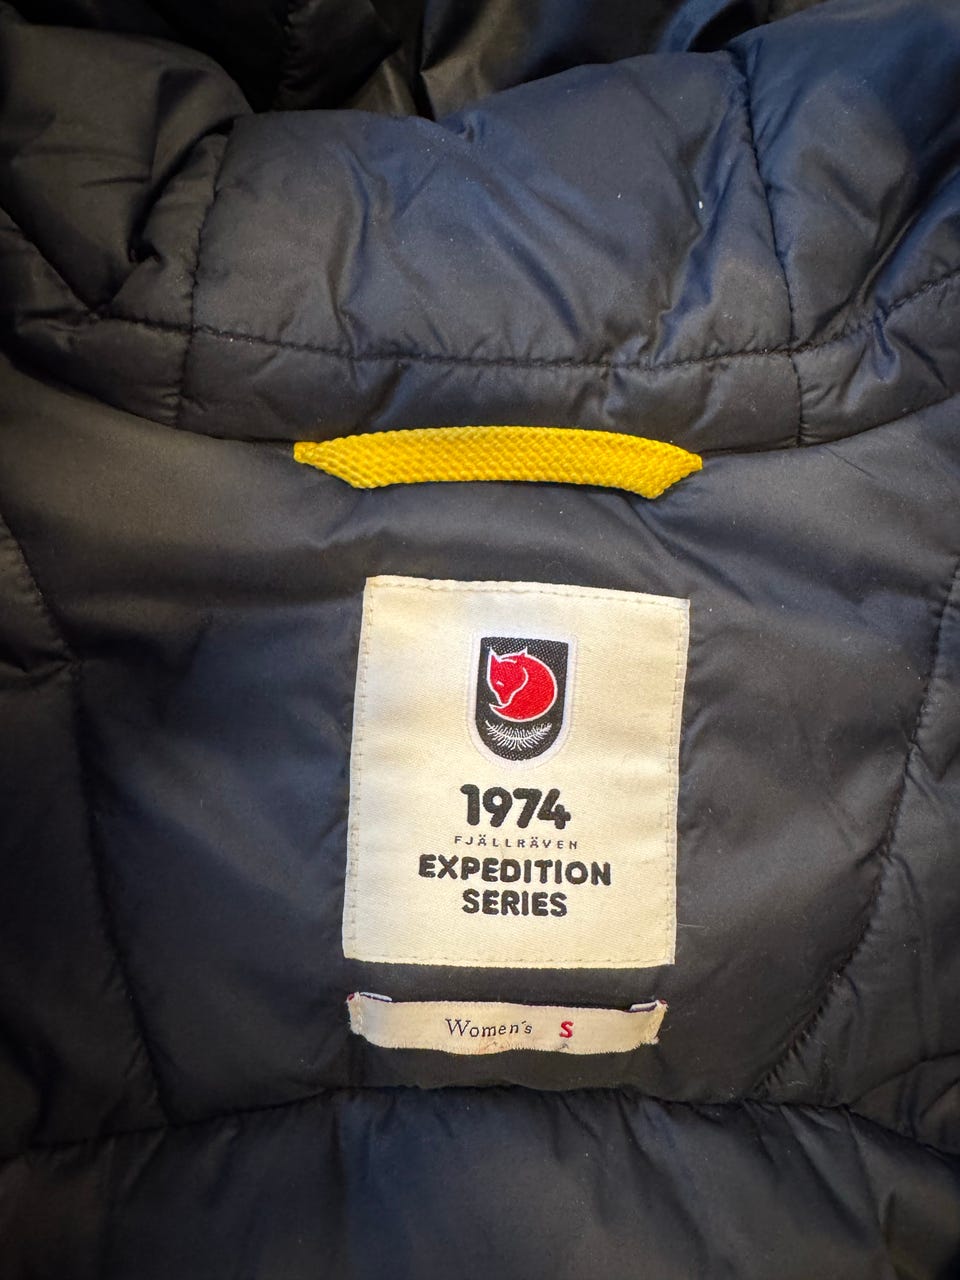 1974
FJÄLLRÄVEN
EXPEDITION
SERIES
Women's S